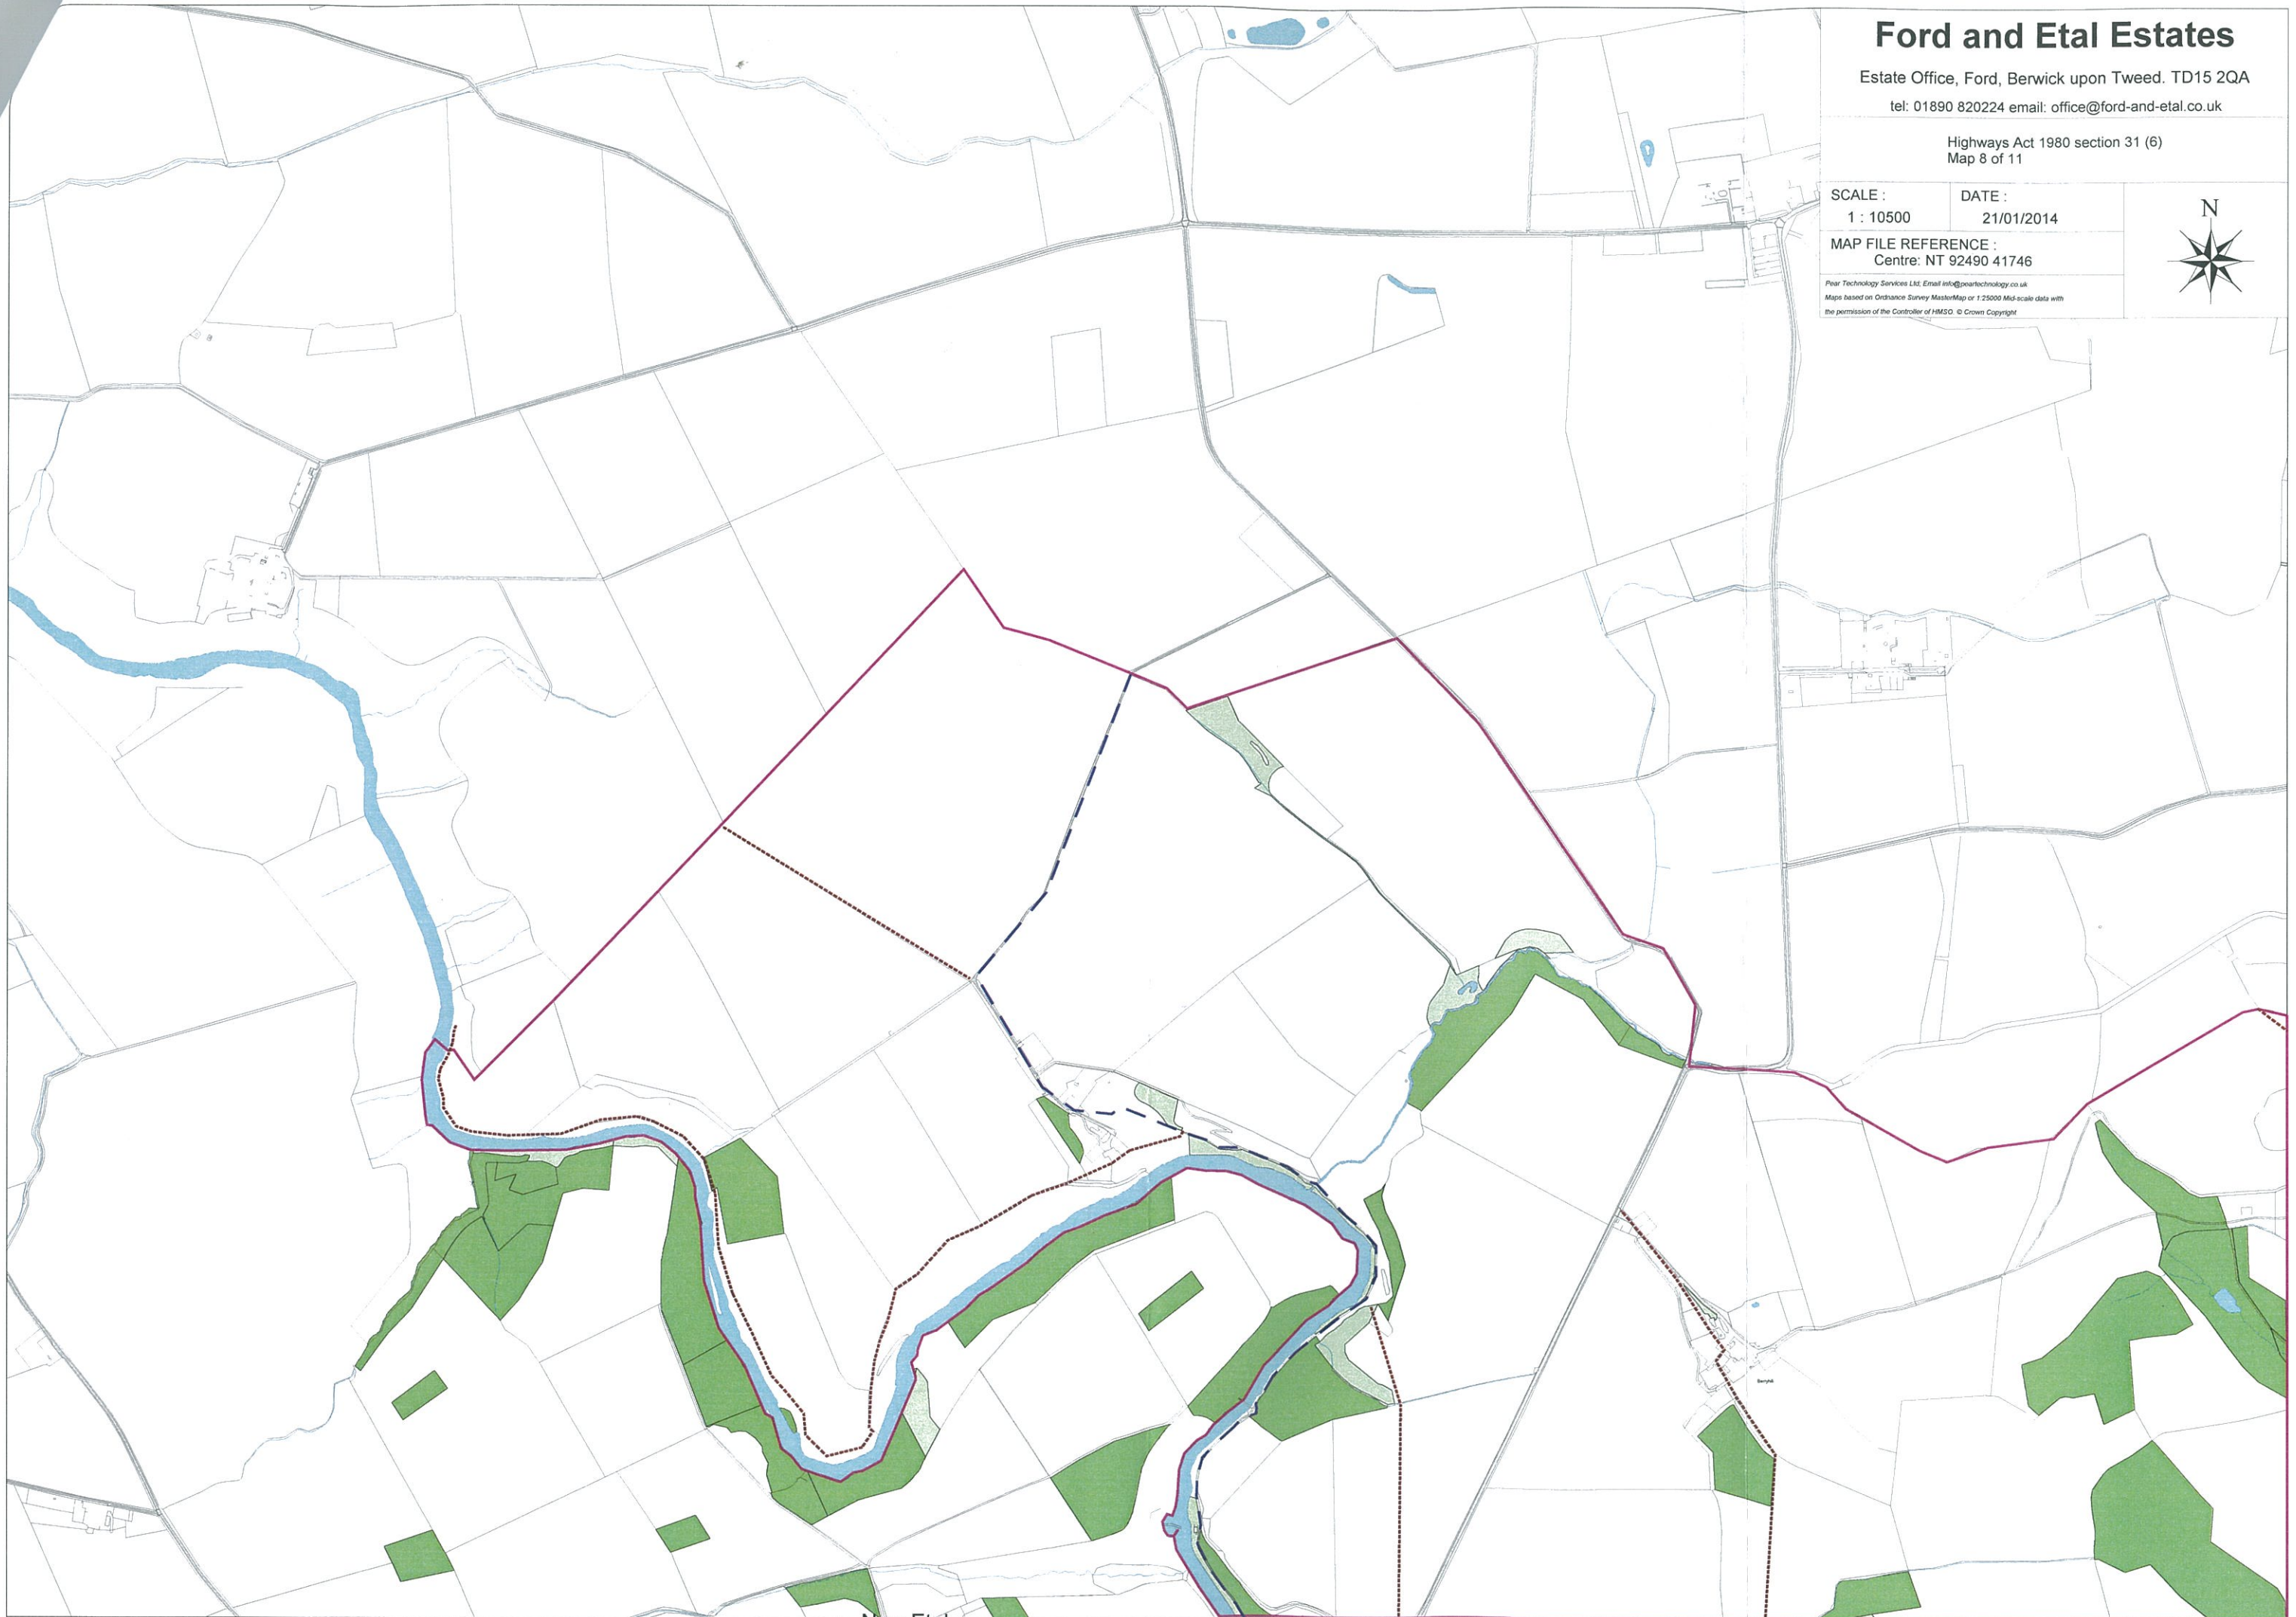 Ford and Etal Estates
Estate Office, Ford, Berwick upon Tweed. TD15 2QA
tel: 01890 820224 email: office@ford-and-etal.co.uk
Highways Act 1980 section 31 (6)
Map 8 of 11
SCALE :
1 : 10500
DATE :
21/01/2014
N
MAP FILE REFERENCE :
Centre: NT 92490 41746
Pear Technology Services Ltd; Email info@peartechnology.co.uk
Maps based on Ordnance Survey MasterMap or 1:25000 Mid-scale data with
the permission of the Controller of HMSO. © Crown Copyright
Berryhill